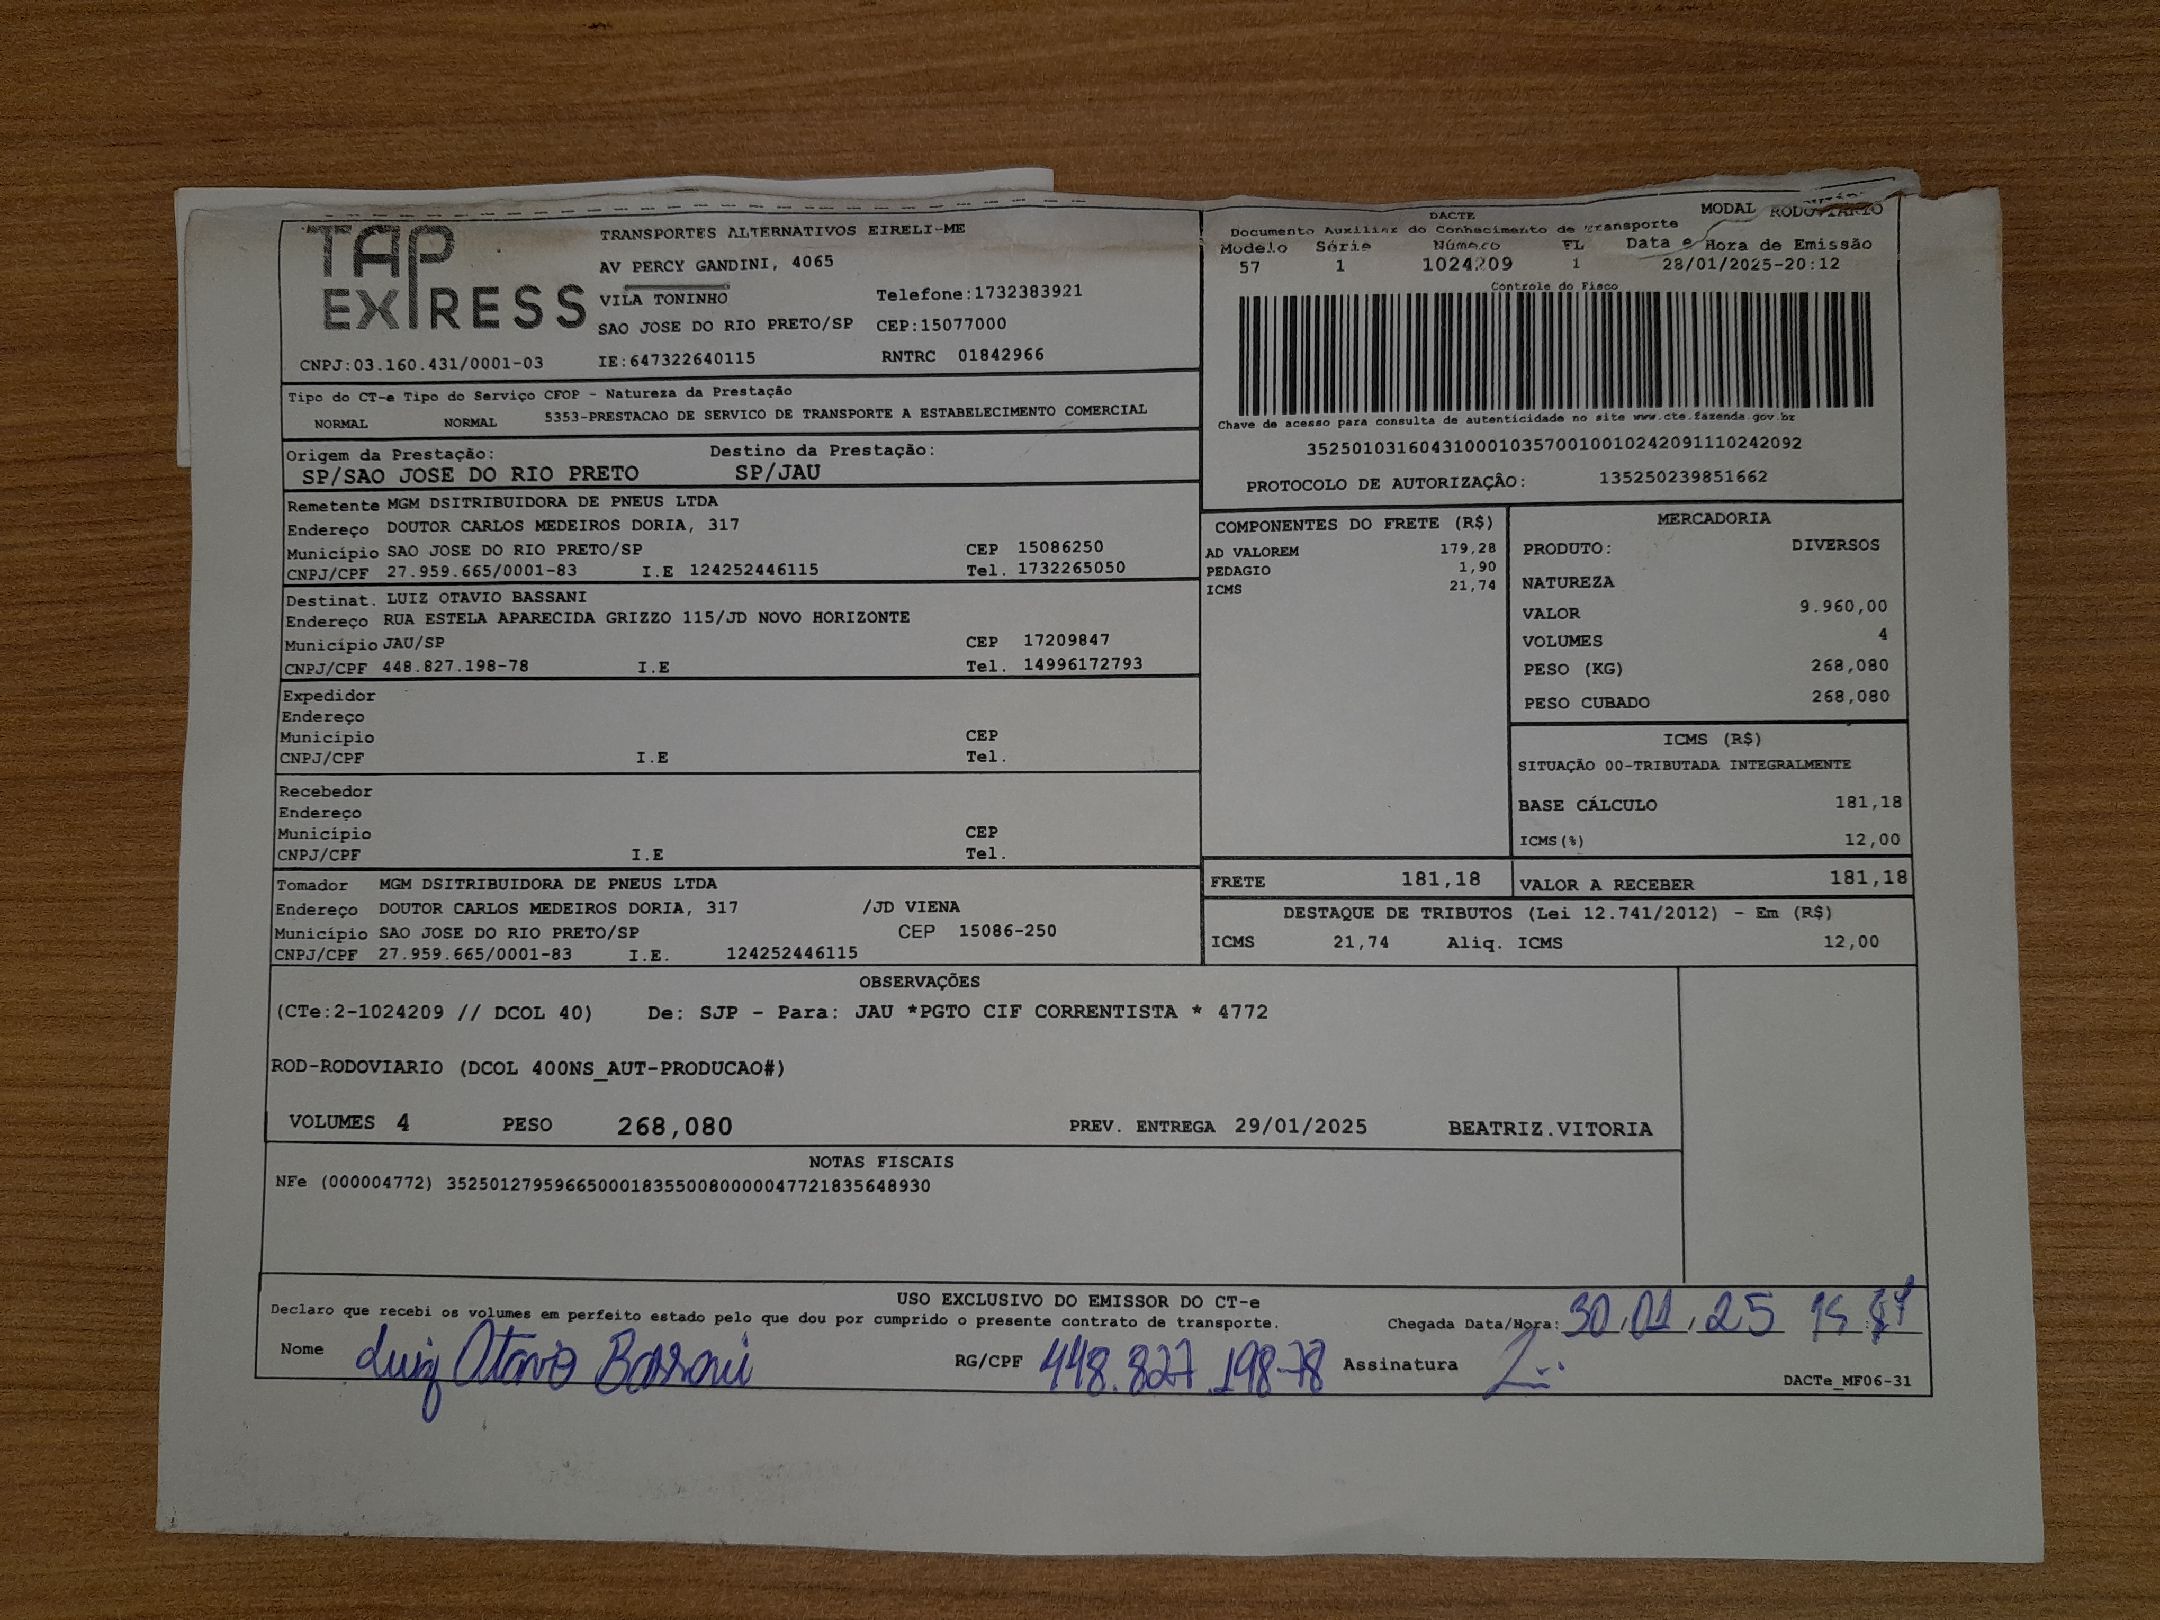 TAP EXPRESS
TRANSPORTES ALTERNATIVOS EIRELI-ME
AV PERCY GANDINI, 4065
VILA TONINHO Telefone:1732383921
SAO JOSE DO RIO PRETO/SP CEP:15077000
CNPJ:03.160.431/0001-03 IE:647322640115 RNTRC 01842966
DACTE MODAL RODOVIARIO
Documento Auxiliar do Conhecimento de Transporte
Modelo Série Número FL Data e Hora de Emissão
57 1 1024209 1 28/01/2025-20:12
Controle do Fisco
Chave de acesso para consulta de autenticidade no site www.cte.fazenda.gov.br
35250103160431000103570010010242091110242092
PROTOCOLO DE AUTORIZAÇÂO: 135250239851662
Tipo do CT-e Tipo do Serviço CFOP - Natureza da Prestação
NORMAL NORMAL 5353-PRESTACAO DE SERVICO DE TRANSPORTE A ESTABELECIMENTO COMERCIAL
Origem da Prestação: Destino da Prestação:
SP/SAO JOSE DO RIO PRETO SP/JAU
Remetente MGM DSITRIBUIDORA DE PNEUS LTDA
Endereço DOUTOR CARLOS MEDEIROS DORIA, 317
Município SAO JOSE DO RIO PRETO/SP CEP 15086250
CNPJ/CPF 27.959.665/0001-83 I.E 124252446115 Tel. 1732265050
Destinat. LUIZ OTAVIO BASSANI
Endereço RUA ESTELA APARECIDA GRIZZO 115/JD NOVO HORIZONTE
Município JAU/SP CEP 17209847
CNPJ/CPF 448.827.198-78 I.E Tel. 14996172793
Expedidor
Endereço
Município CEP
CNPJ/CPF I.E Tel.
Recebedor
Endereço
Município CEP
CNPJ/CPF I.E Tel.
Tomador MGM DSITRIBUIDORA DE PNEUS LTDA
Endereço DOUTOR CARLOS MEDEIROS DORIA, 317 /JD VIENA
Município SAO JOSE DO RIO PRETO/SP CEP 15086-250
CNPJ/CPF 27.959.665/0001-83 I.E. 124252446115
COMPONENTES DO FRETE (R$)
AD VALOREM 179,28
PEDAGIO 1,90
ICMS 21,74
MERCADORIA
PRODUTO: DIVERSOS
NATUREZA
VALOR 9.960,00
VOLUMES 4
PESO (KG) 268,080
PESO CUBADO 268,080
ICMS (R$)
SITUAÇÃO 00-TRIBUTADA INTEGRALMENTE
BASE CÁLCULO 181,18
ICMS(%) 12,00
FRETE 181,18 VALOR A RECEBER 181,18
DESTAQUE DE TRIBUTOS (Lei 12.741/2012) - Em (R$)
ICMS 21,74 Aliq. ICMS 12,00
OBSERVAÇÕES
(CTe:2-1024209 // DCOL 40) De: SJP - Para: JAU *PGTO CIF CORRENTISTA * 4772
ROD-RODOVIARIO (DCOL 400NS_AUT-PRODUCAO#)
VOLUMES 4 PESO 268,080 PREV. ENTREGA 29/01/2025 BEATRIZ.VITORIA
NOTAS FISCAIS
NFe (000004772) 35250127959665000183550080000047721835648930
USO EXCLUSIVO DO EMISSOR DO CT-e
Declaro que recebi os volumes em perfeito estado pelo que dou por cumprido o presente contrato de transporte. Chegada Data/Hora: 30.01.25
Nome Luiz Otavio Bassani RG/CPF 448.827.198-78 Assinatura
DACTe_MF06-31